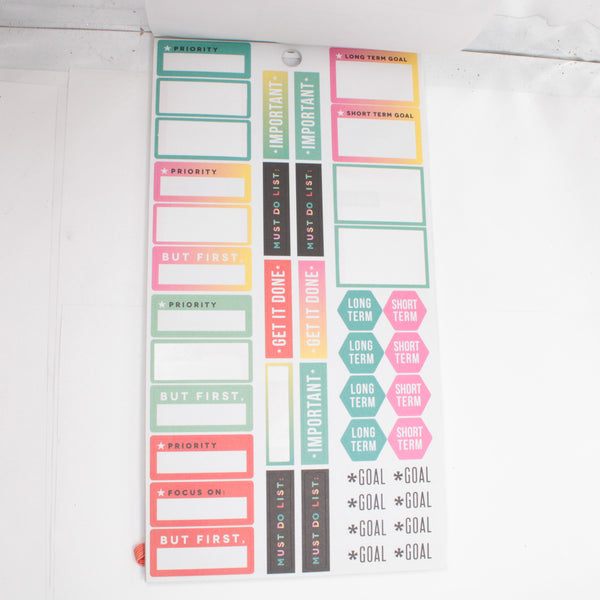 PRIORITY
PRIORITY
BUT FIRST,
PRIORITY
BUT FIRST,
PRIORITY
FOCUS ON:
BUT FIRST,
•IMPORTANT•
•IMPORTANT•
MUST DO LIST:
MUST DO LIST:
•GET IT DONE•
•GET IT DONE•
•IMPORTANT•
MUST DO LIST:
MUST DO LIST:
LONG TERM GOAL
SHORT TERM GOAL
LONG
TERM
SHORT
TERM
LONG
TERM
SHORT
TERM
LONG
TERM
SHORT
TERM
LONG
TERM
SHORT
TERM
*GOAL *GOAL
*GOAL *GOAL
*GOAL *GOAL
*GOAL *GOAL